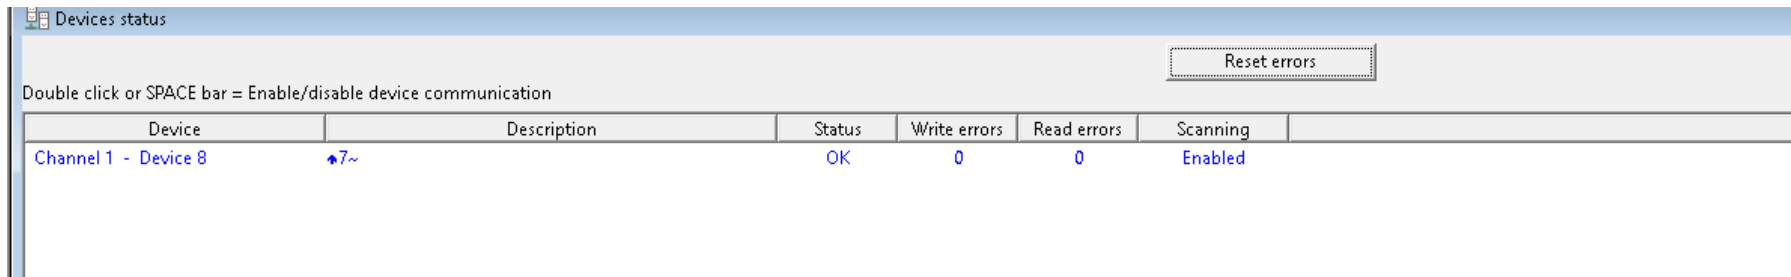 Devices status
Reset errors
Double click or SPACE bar = Enable/disable device communication
Device Description Status Write errors Read errors Scanning
Channel 1 - Device 8 ↑7~ OK 0 0 Enabled